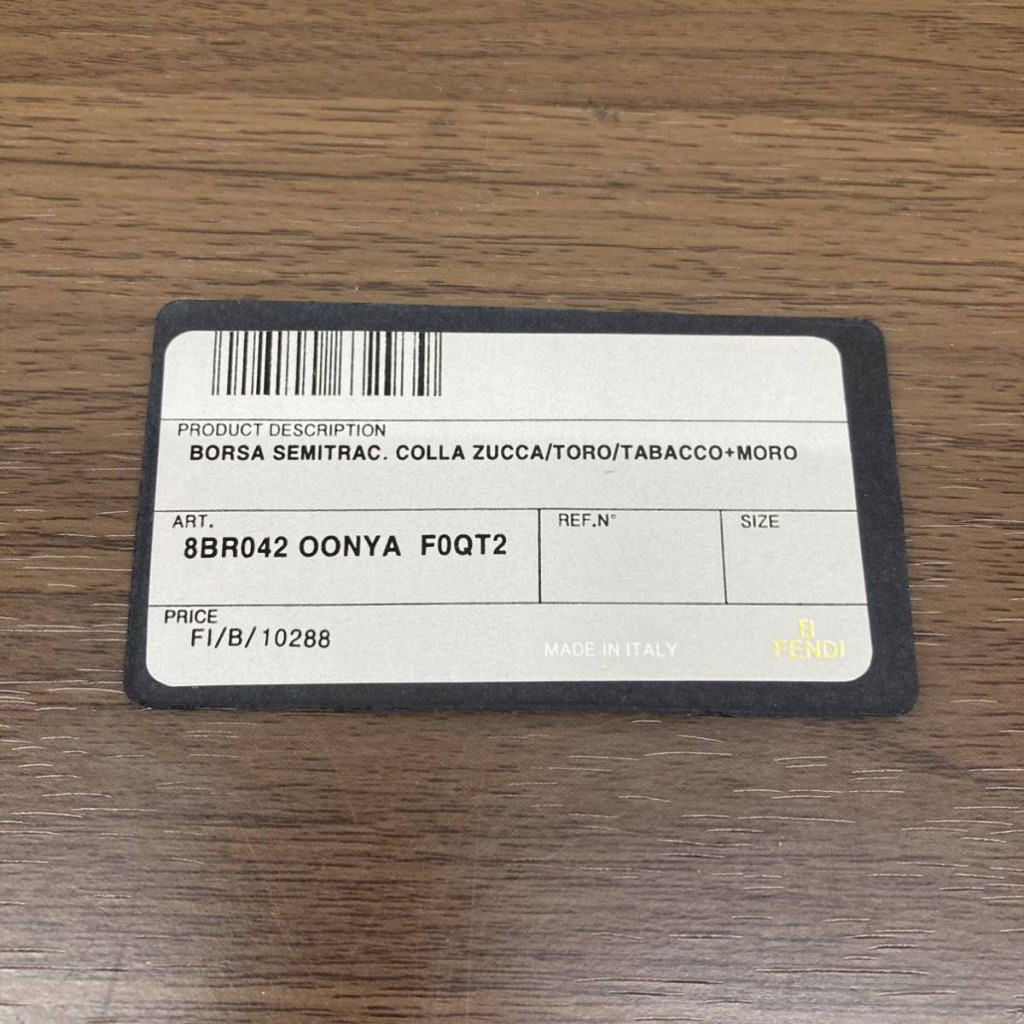 PRODUCT DESCRIPTION
BORSA SEMITRAC. COLLA ZUCCA/TORO/TABACCO+MORO
ART.
8BR042 OONYA F0QT2
REF.N°
SIZE
PRICE
FI/B/10288
MADE IN ITALY
FENDI